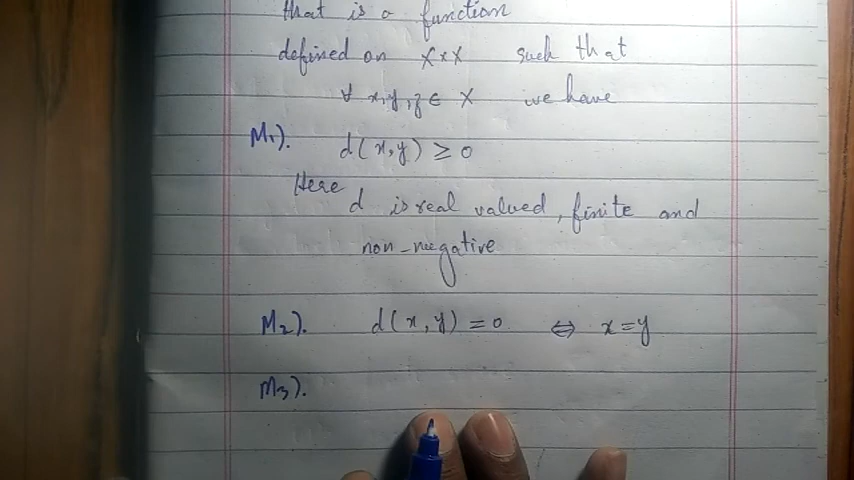 that is a function
defined on X×X such that
∀ x,y,z ∈ X we have
M1). d(x,y) ≥ 0
Here d is real valued, finite and
non-negative
M2). d(x,y) = 0 ⇔ x=y
M3).